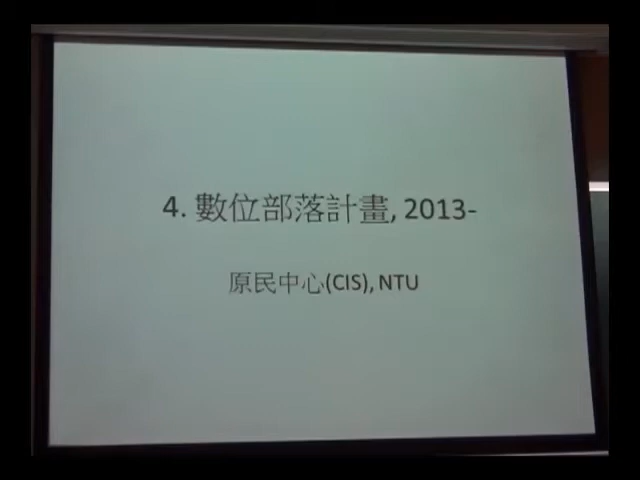 4. 數位部落計畫, 2013-
原民中心(CIS), NTU